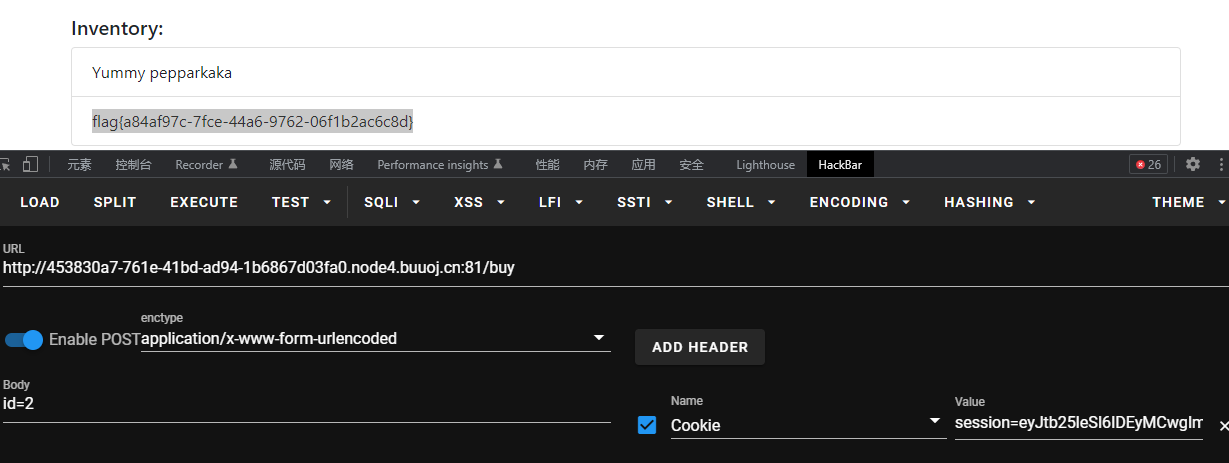 Inventory:
Yummy pepparkaka
flag{a84af97c-7fce-44a6-9762-06f1b2ac6c8d}
元素 控制台 Recorder 源代码 网络 Performance insights 性能 内存 应用 安全 Lighthouse HackBar 26
LOAD SPLIT EXECUTE TEST SQLI XSS LFI SSTI SHELL ENCODING HASHING THEME
URL
http://453830a7-761e-41bd-ad94-1b6867d03fa0.node4.buuoj.cn:81/buy
enctype
Enable POST application/x-www-form-urlencoded ADD HEADER
Body Name Value
id=2 Cookie session=eyJtb25leSI6IDEyMCwgIm